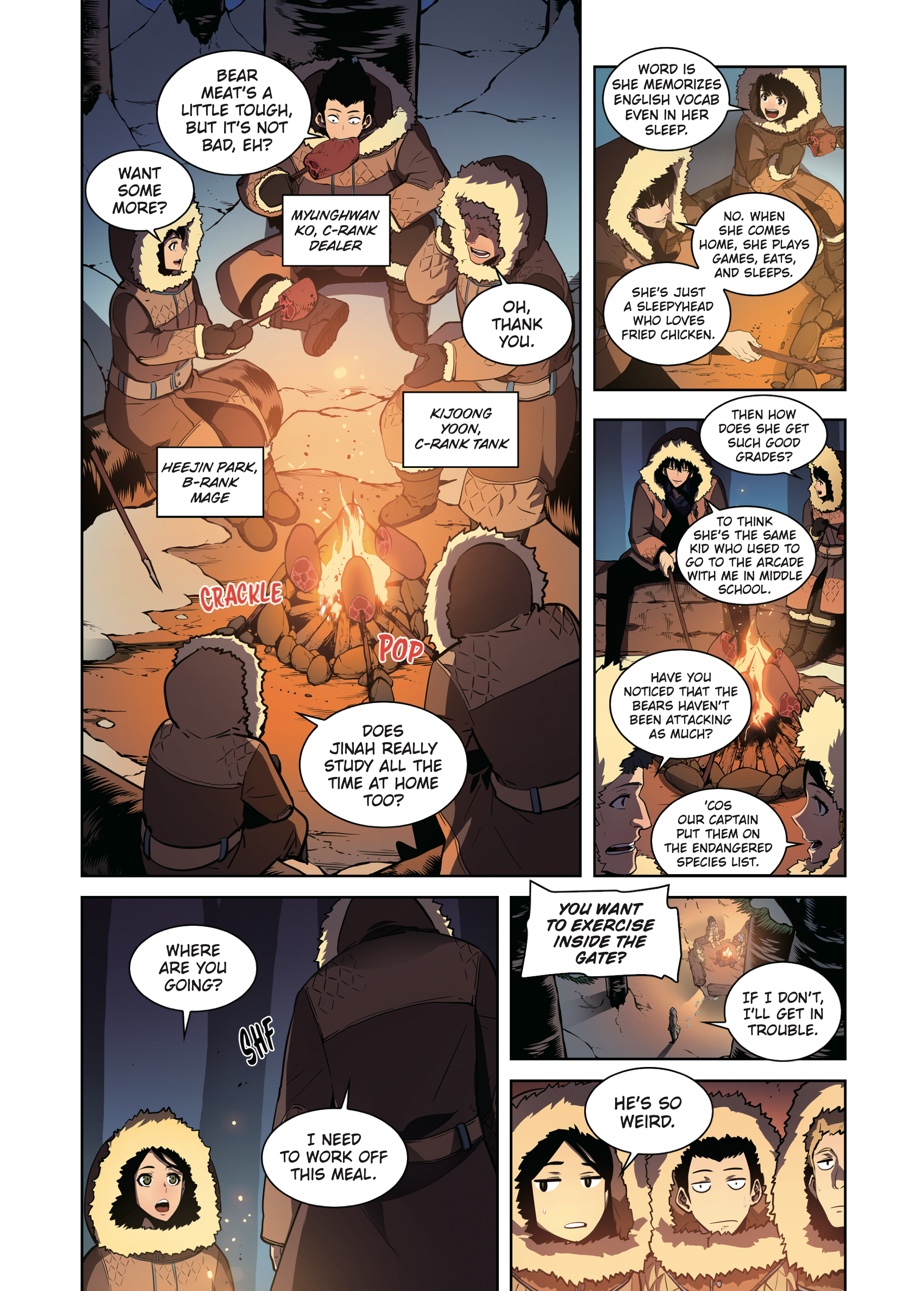 BEAR
MEAT'S A
LITTLE TOUGH,
BUT IT'S NOT
BAD, EH?
WANT
SOME
MORE?
MYUNGHWAN
KO, C-RANK
DEALER
OH,
THANK
YOU.
KIJOONG
YOON,
C-RANK TANK
HEEJIN PARK,
B-RANK
MAGE
CRACKLE
POP
DOES
JINAH REALLY
STUDY ALL THE
TIME AT HOME
TOO?
WORD IS
SHE MEMORIZES
ENGLISH VOCAB
EVEN IN HER
SLEEP.
NO. WHEN
SHE COMES
HOME, SHE PLAYS
GAMES, EATS,
AND SLEEPS.
SHE'S JUST
A SLEEPYHEAD
WHO LOVES
FRIED CHICKEN.
THEN HOW
DOES SHE GET
SUCH GOOD
GRADES?
TO THINK
SHE'S THE SAME
KID WHO USED TO
GO TO THE ARCADE
WITH ME IN MIDDLE
SCHOOL.
HAVE YOU
NOTICED THAT THE
BEARS HAVEN'T
BEEN ATTACKING
AS MUCH?
'COS
OUR CAPTAIN
PUT THEM ON
THE ENDANGERED
SPECIES LIST.
WHERE
ARE YOU
GOING?
SHF
I NEED
TO WORK OFF
THIS MEAL.
YOU WANT
TO EXERCISE
INSIDE THE
GATE?
IF I DON'T,
I'LL GET IN
TROUBLE.
HE'S SO
WEIRD.